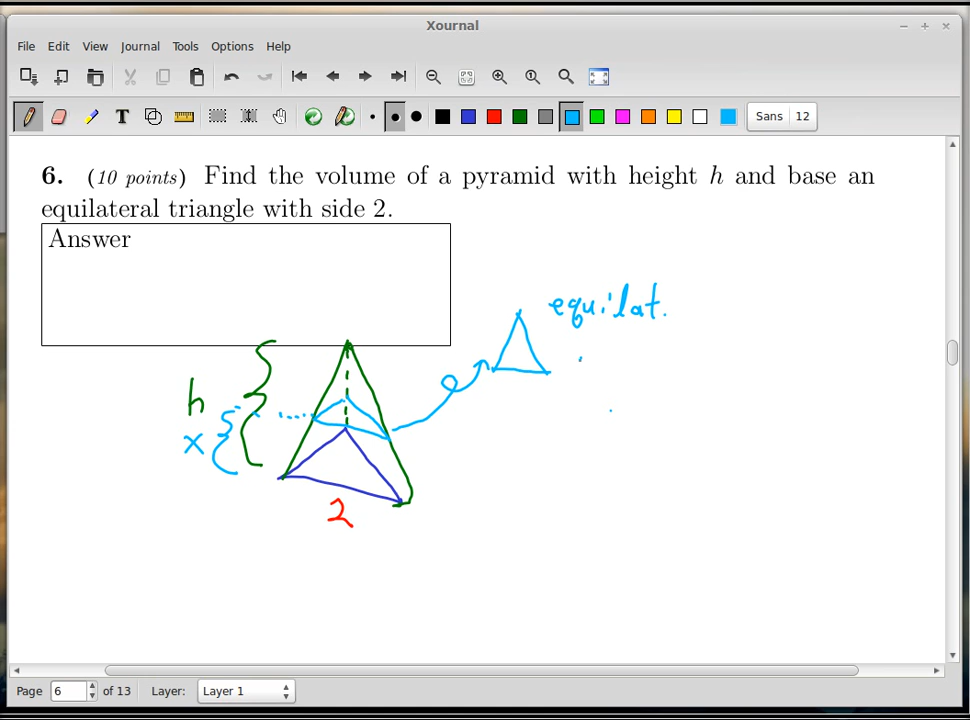 Xournal
File Edit View Journal Tools Options Help
Sans 12
6. (10 points) Find the volume of a pyramid with height h and base an
equilateral triangle with side 2.
Answer
equilat.
h
x
2
Page 6 of 13 Layer: Layer 1